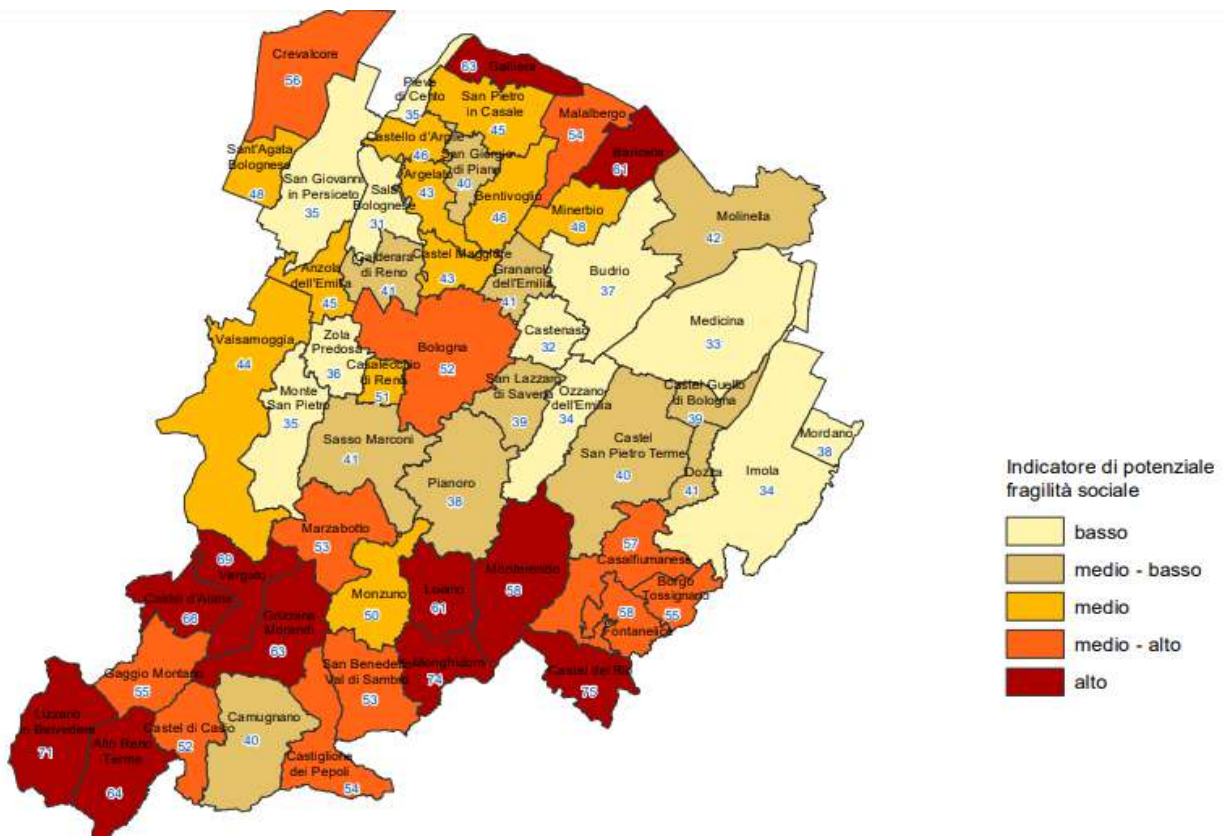 Crevalcore
56
63
Galliera
Pieve
di Cento
35
San Pietro
in Casale
45
Malalbergo
54
Baricella
61
Sant'Agata
Bolognese
48
San Giovanni
in Persiceto
35
Castello d'Argile
46
San Giorgio
di Piano
40
Argelato
43
Sala
Bolognese
31
Bentivoglio
46
Minerbio
48
Molinella
42
Anzola
dell'Emilia
45
Calderara
di Reno
41
Castel Maggiore
43
Granarolo
dell'Emilia
41
Budrio
37
Medicina
33
Castenaso
32
Valsamoggia
44
Zola
Predosa
36
Casalecchio
di Reno
51
Bologna
52
San Lazzaro
di Savena
39
Ozzano
dell'Emilia
34
Castel Guelfo
di Bologna
39
Monte
San Pietro
35
Sasso Marconi
41
Pianoro
38
Castel
San Pietro Terme
40
Dozza
41
Imola
34
Mordano
38
Marzabotto
53
69
Vergato
Castel d'Aiano
66
Grizzana
Morandi
63
Monzuno
50
Loiano
61
Monterenzio
58
57
Casalfiumanese
Borgo
Tossignano
55
58
Fontanelice
Castel del Rio
75
Monghidoro
74
San Benedetto
Val di Sambro
53
Gaggio Montano
55
Lizzano
in Belvedere
71
Alto Reno
Terme
64
Castel di Casio
52
Camugnano
40
Castiglione
dei Pepoli
54
Indicatore di potenziale
fragilità sociale
basso
medio - basso
medio
medio - alto
alto